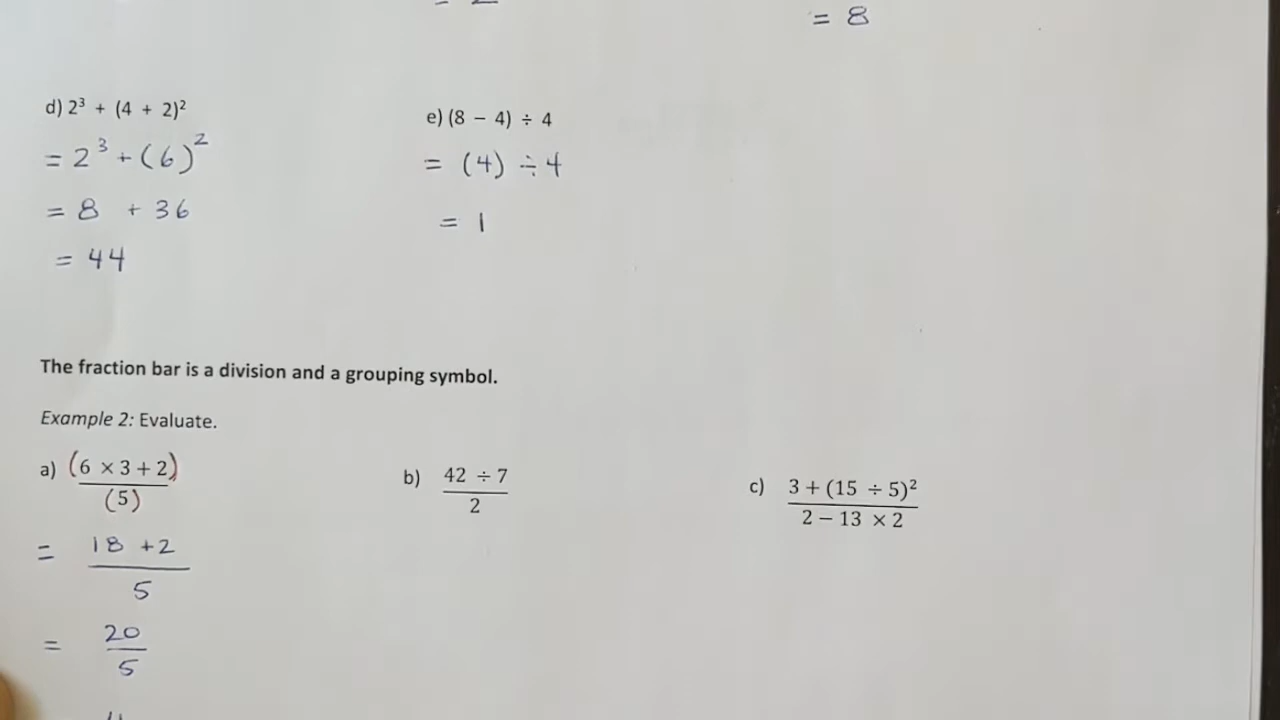 = 8
d) 2³ + (4 + 2)²
= 2³ + (6)²
= 8 + 36
= 44
e) (8 − 4) ÷ 4
= (4) ÷ 4
= 1
The fraction bar is a division and a grouping symbol.
Example 2: Evaluate.
a) (6 × 3 + 2)
(5)
= 18 + 2
5
= 20
5
b) 42 ÷ 7
2
c) 3 + (15 ÷ 5)²
2 − 13 × 2